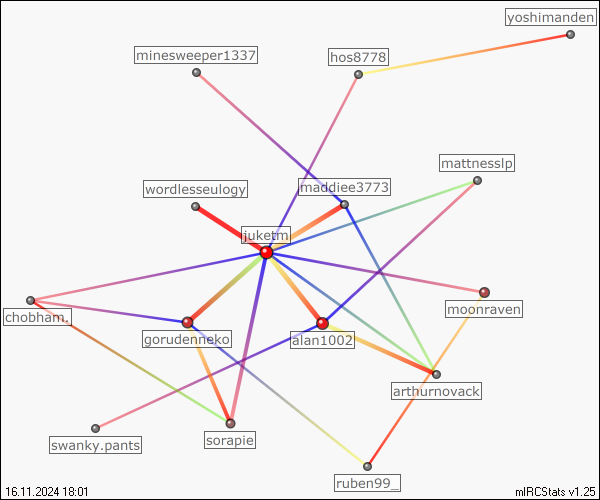 yoshimanden
minesweeper1337
hos8778
mattnesslp
wordlesseulogy
maddiee3773
juketm
moonraven
chobham.
gorudenneko
alan1002
arthurnovack
swanky.pants
sorapie
ruben99_
16.11.2024 18:01
mIRCStats v1.25